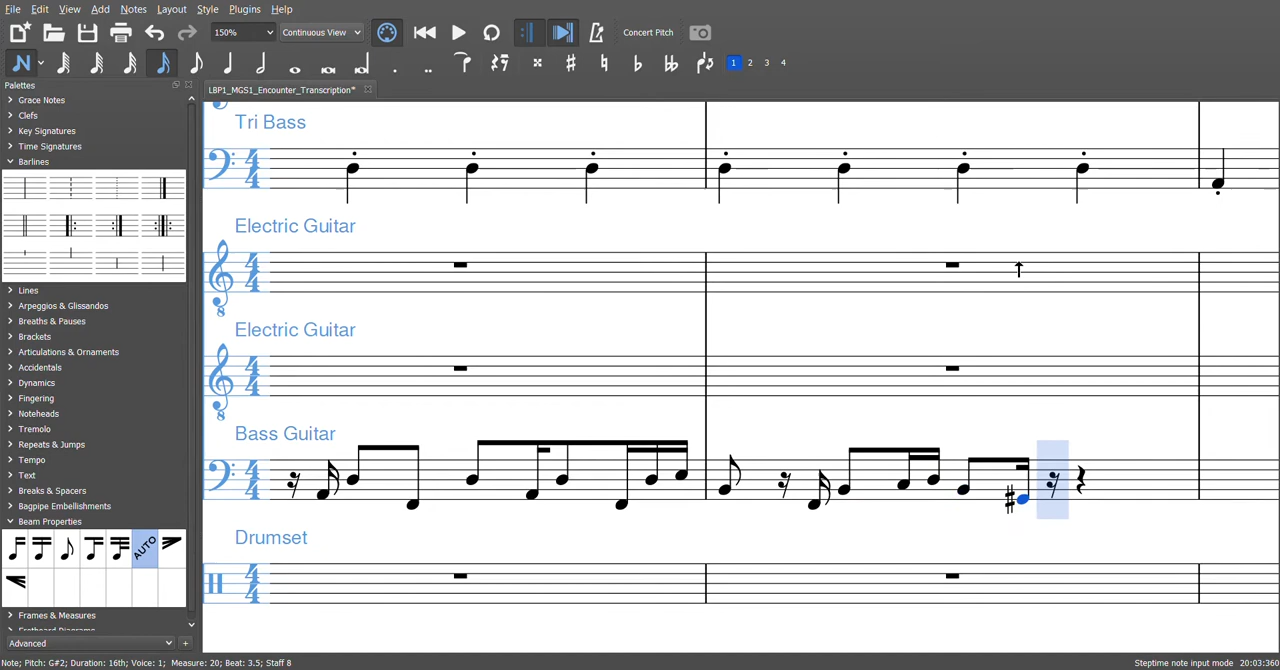 File Edit View Add Notes Layout Style Plugins Help
150% Continuous View Concert Pitch
1 2 3 4
Palettes
LBP1_MGS1_Encounter_Transcription*
Grace Notes
Clefs
Key Signatures
Time Signatures
Barlines
Lines
Arpeggios & Glissandos
Breaths & Pauses
Brackets
Articulations & Ornaments
Accidentals
Dynamics
Fingering
Noteheads
Tremolo
Repeats & Jumps
Tempo
Text
Breaks & Spacers
Bagpipe Embellishments
Beam Properties
AUTO
Frames & Measures
Fretboard Diagrams
Advanced
Tri Bass
Electric Guitar
Electric Guitar
Bass Guitar
Drumset
Note; Pitch: G#2; Duration: 16th; Voice: 1; Measure: 20; Beat: 3.5; Staff 8
Steptime note input mode 20:03:360